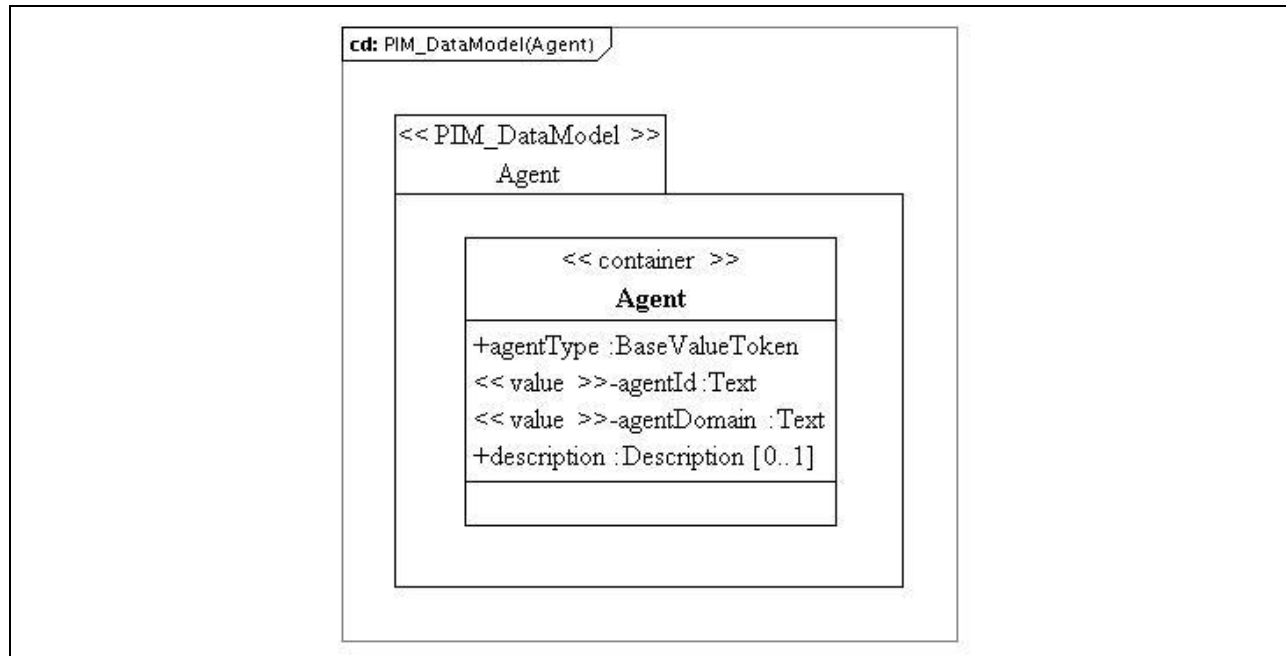 cd: PIM_DataModel(Agent)
<< PIM_DataModel >>
Agent
<< container >>
Agent
+agentType :BaseValueToken
<< value >>-agentId :Text
<< value >>-agentDomain :Text
+description :Description [0..1]